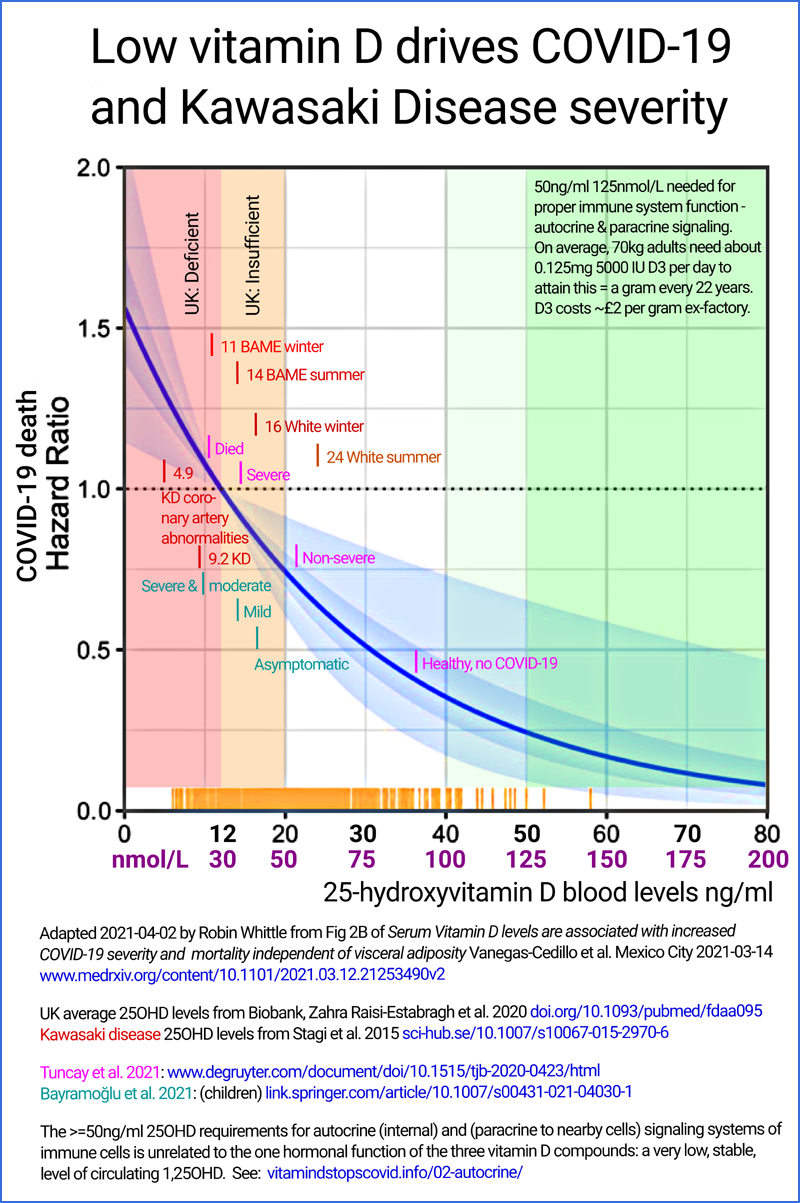 Low vitamin D drives COVID-19
and Kawasaki Disease severity
2.0
1.5
1.0
0.5
0.0
COVID-19 death
Hazard Ratio
UK: Deficient
UK: Insufficient
50ng/ml 125nmol/L needed for
proper immune system function -
autocrine & paracrine signaling.
On average, 70kg adults need about
0.125mg 5000 IU D3 per day to
attain this = a gram every 22 years.
D3 costs ~£2 per gram ex-factory.
11 BAME winter
14 BAME summer
16 White winter
24 White summer
Died
Severe
4.9
KD coro-
nary artery
abnormalities
9.2 KD
Non-severe
Severe & moderate
Mild
Asymptomatic
Healthy, no COVID-19
0 12 20 30 40 50 60 70 80
nmol/L 30 50 75 100 125 150 175 200
25-hydroxyvitamin D blood levels ng/ml
Adapted 2021-04-02 by Robin Whittle from Fig 2B of Serum Vitamin D levels are associated with increased
COVID-19 severity and mortality independent of visceral adiposity Vanegas-Cedillo et al. Mexico City 2021-03-14
www.medrxiv.org/content/10.1101/2021.03.12.21253490v2
UK average 25OHD levels from Biobank, Zahra Raisi-Estabragh et al. 2020 doi.org/10.1093/pubmed/fdaa095
Kawasaki disease 25OHD levels from Stagi et al. 2015 sci-hub.se/10.1007/s10067-015-2970-6
Tuncay et al. 2021: www.degruyter.com/document/doi/10.1515/tjb-2020-0423/html
Bayramoğlu et al. 2021: (children) link.springer.com/article/10.1007/s00431-021-04030-1
The >=50ng/ml 25OHD requirements for autocrine (internal) and (paracrine to nearby cells) signaling systems of
immune cells is unrelated to the one hormonal function of the three vitamin D compounds: a very low, stable,
level of circulating 1,25OHD. See: vitamindstopscovid.info/02-autocrine/